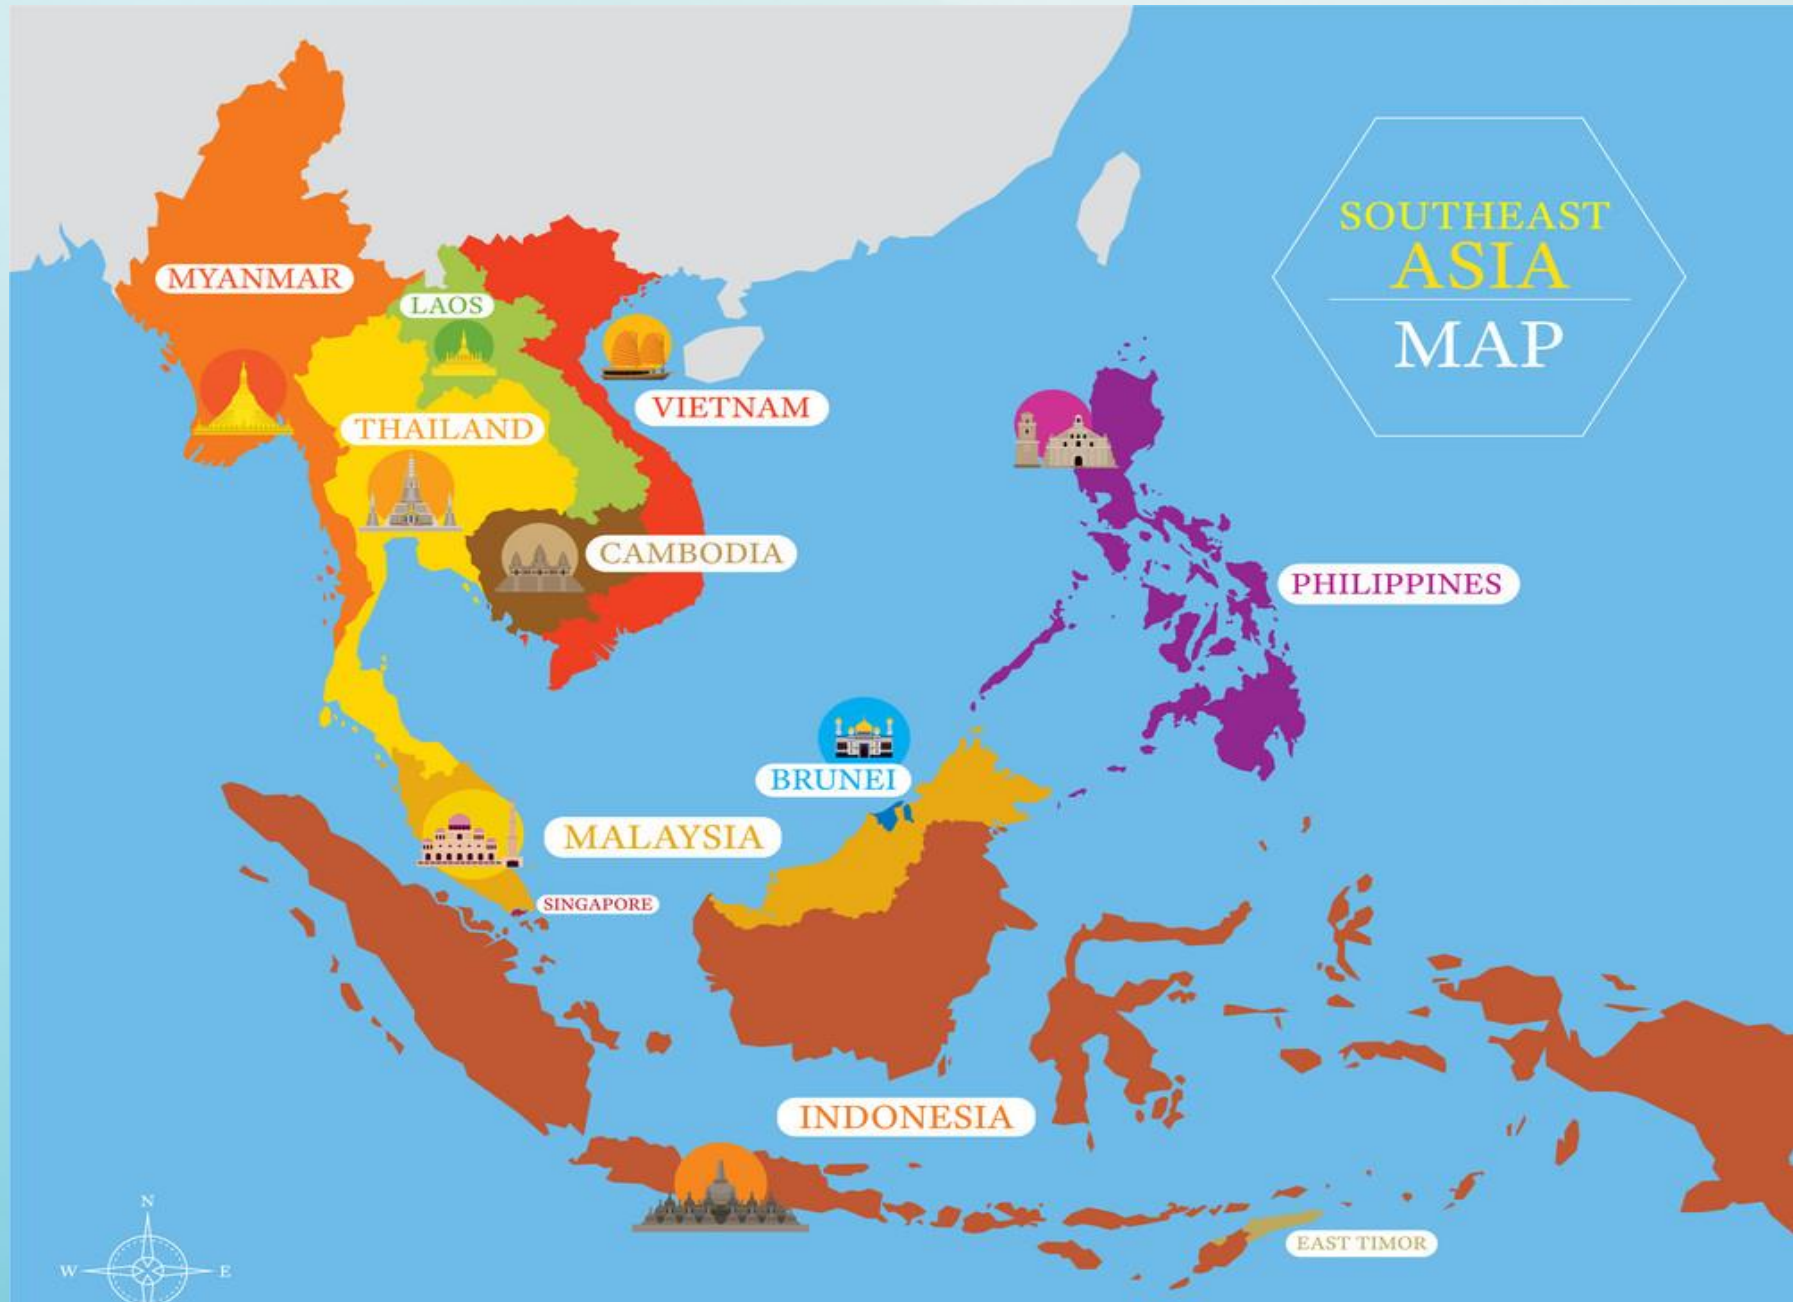 SOUTHEAST
ASIA
MAP
MYANMAR
LAOS
VIETNAM
THAILAND
CAMBODIA
PHILIPPINES
BRUNEI
MALAYSIA
SINGAPORE
INDONESIA
EAST TIMOR
N
W E